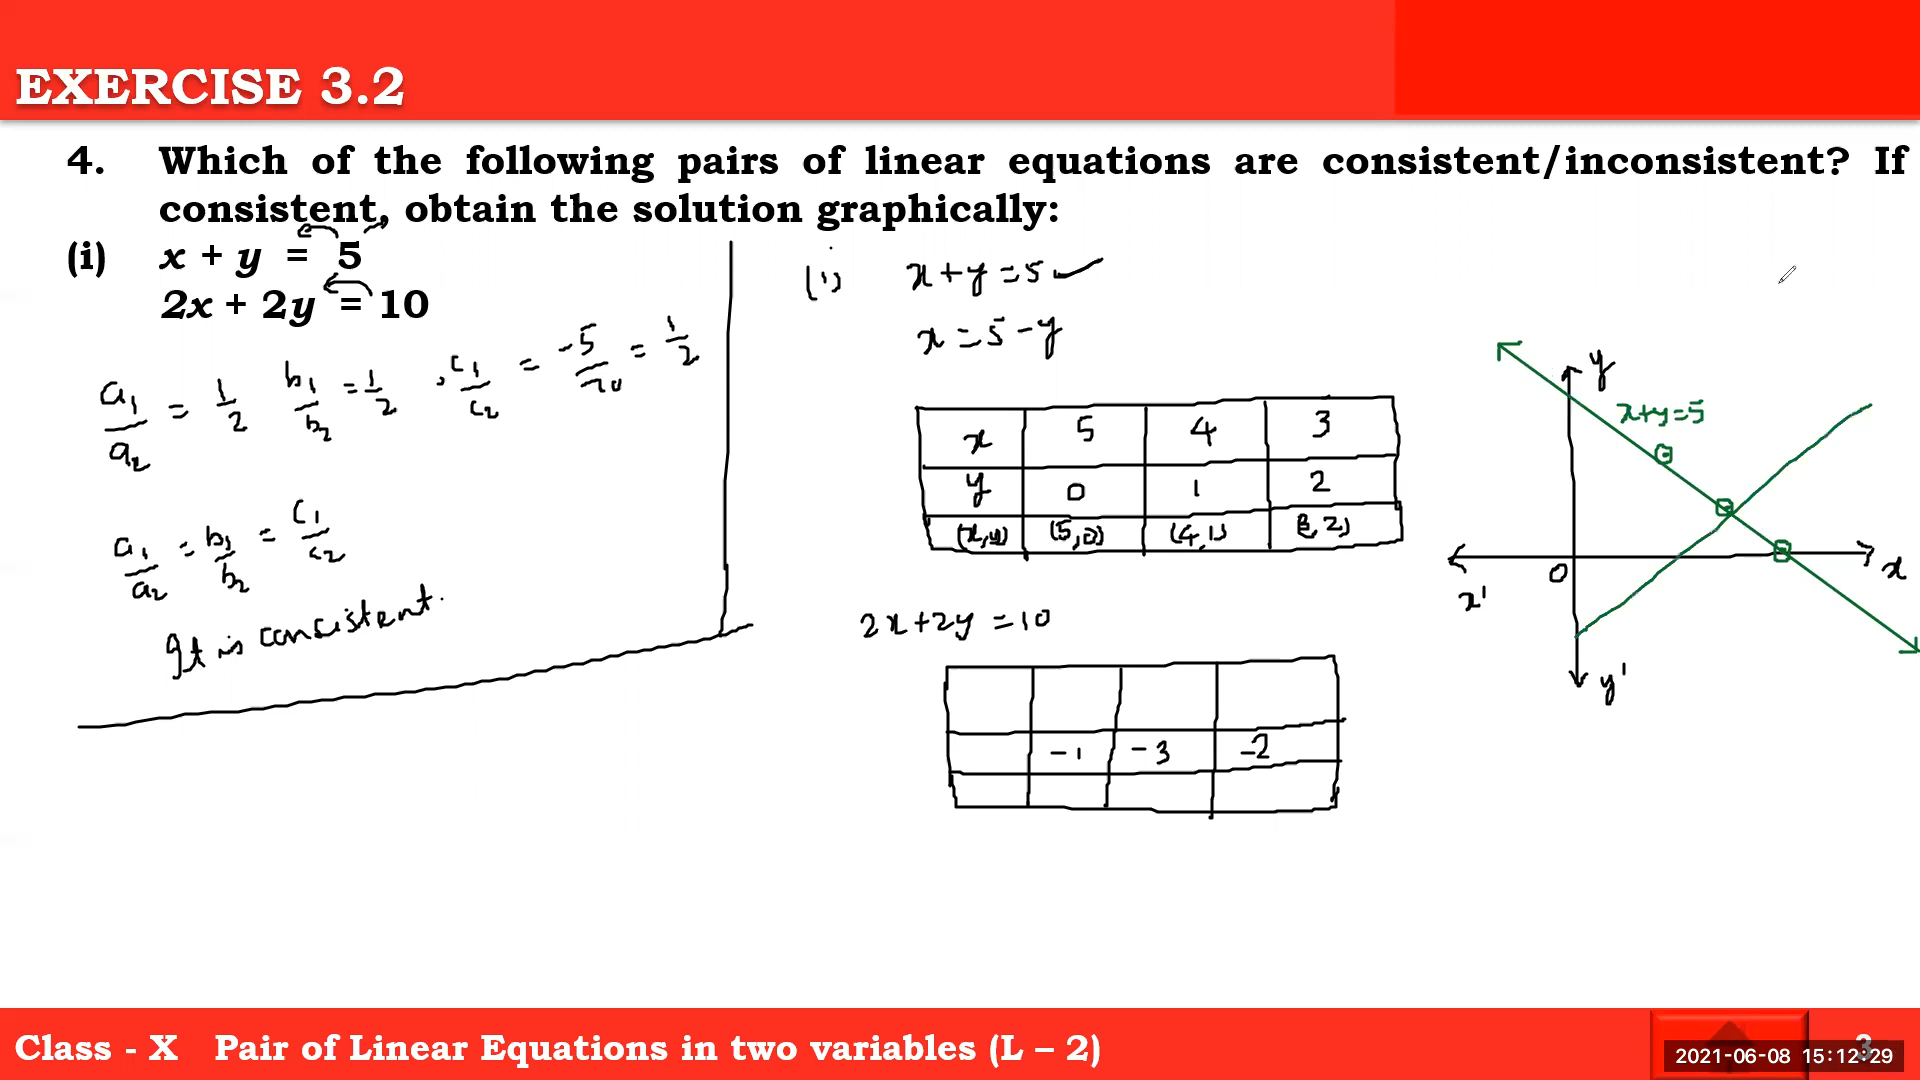 EXERCISE 3.2
4. Which of the following pairs of linear equations are consistent/inconsistent? If
consistent, obtain the solution graphically:
(i) x + y = 5
2x + 2y = 10
a₁/a₂ = 1/2 b₁/b₂ = 1/2 , c₁/c₂ = -5/-10 = 1/2
a₁/a₂ = b₁/b₂ = c₁/c₂
It is consistent.
(i) x+y=5
x=5-y
x 5 4 3
y 0 1 2
(x,y) (5,0) (4,1) (3,2)
2x+2y=10
-1 -3 -2
y
x+y=5
O
x
x'
y'
Class - X Pair of Linear Equations in two variables (L – 2)
3
2021-06-08 15:12:29